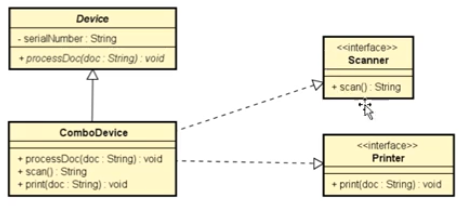 Device
- serialNumber : String
+ processDoc(doc : String) : void
<<interface>>
Scanner
+ scan() : String
ComboDevice
+ processDoc(doc : String) : void
+ scan() : String
+ print(doc : String) : void
<<interface>>
Printer
+ print(doc : String) : void